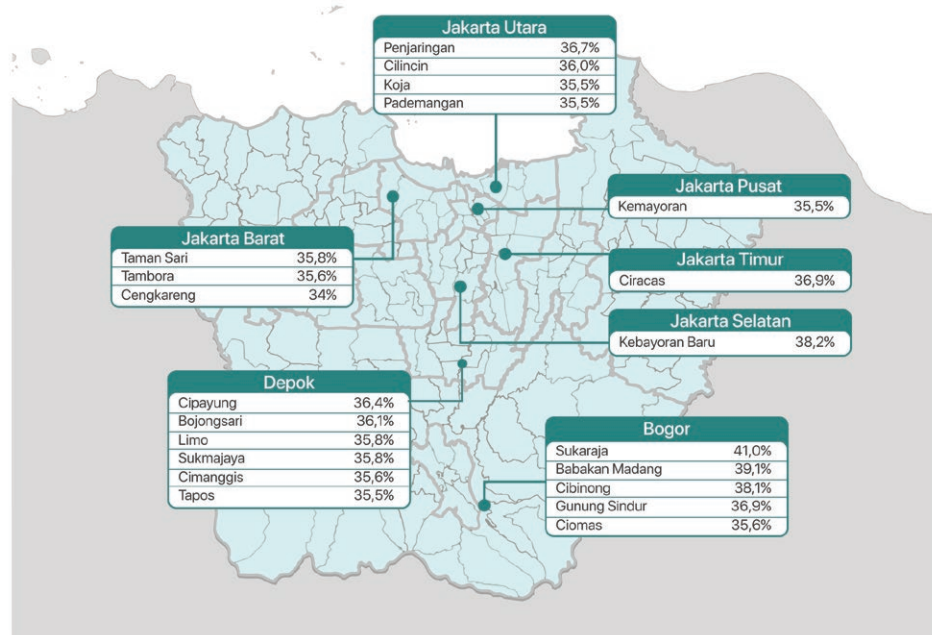 Jakarta Utara
Penjaringan 36,7%
Cilincin 36,0%
Koja 35,5%
Pademangan 35,5%
Jakarta Pusat
Kemayoran 35,5%
Jakarta Barat
Taman Sari 35,8%
Tambora 35,6%
Cengkareng 34%
Jakarta Timur
Ciracas 36,9%
Jakarta Selatan
Kebayoran Baru 38,2%
Depok
Cipayung 36,4%
Bojongsari 36,1%
Limo 35,8%
Sukmajaya 35,8%
Cimanggis 35,6%
Tapos 35,5%
Bogor
Sukaraja 41,0%
Babakan Madang 39,1%
Cibinong 38,1%
Gunung Sindur 36,9%
Ciomas 35,6%